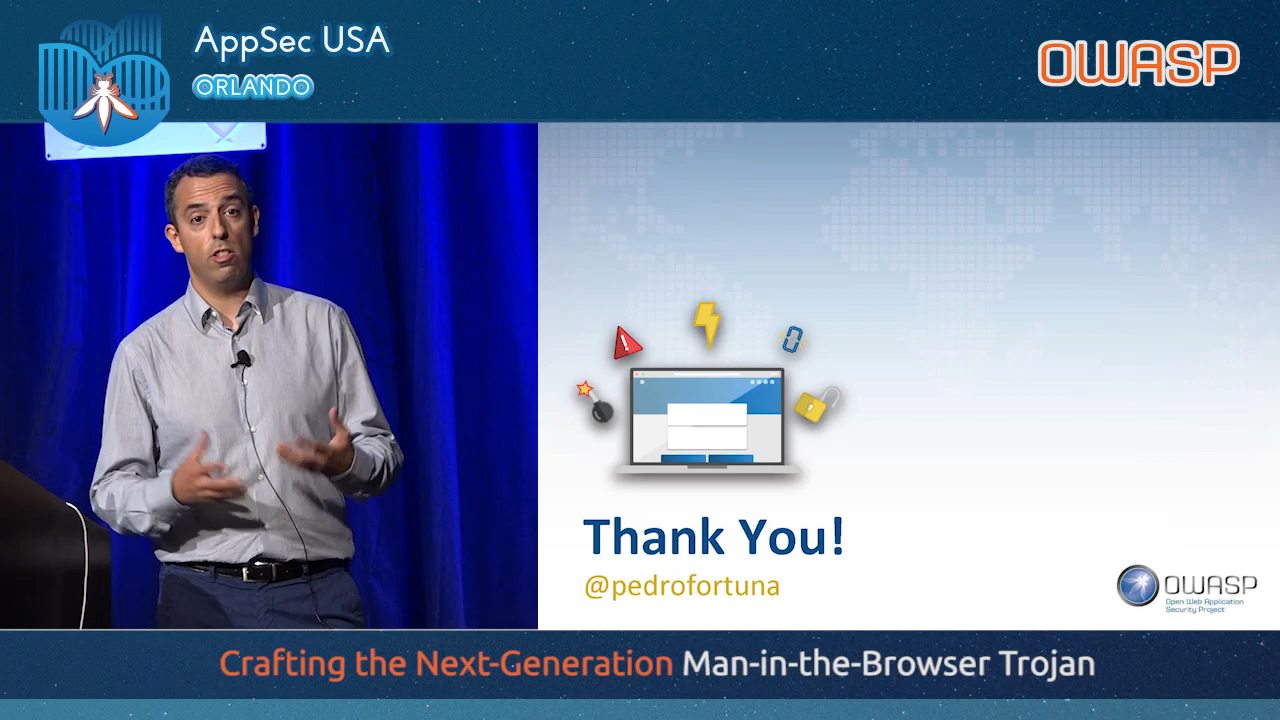 AppSec USA
ORLANDO
OWASP
Thank You!
@pedrofortuna
OWASP
Open Web Application
Security Project
Crafting the Next-Generation Man-in-the-Browser Trojan